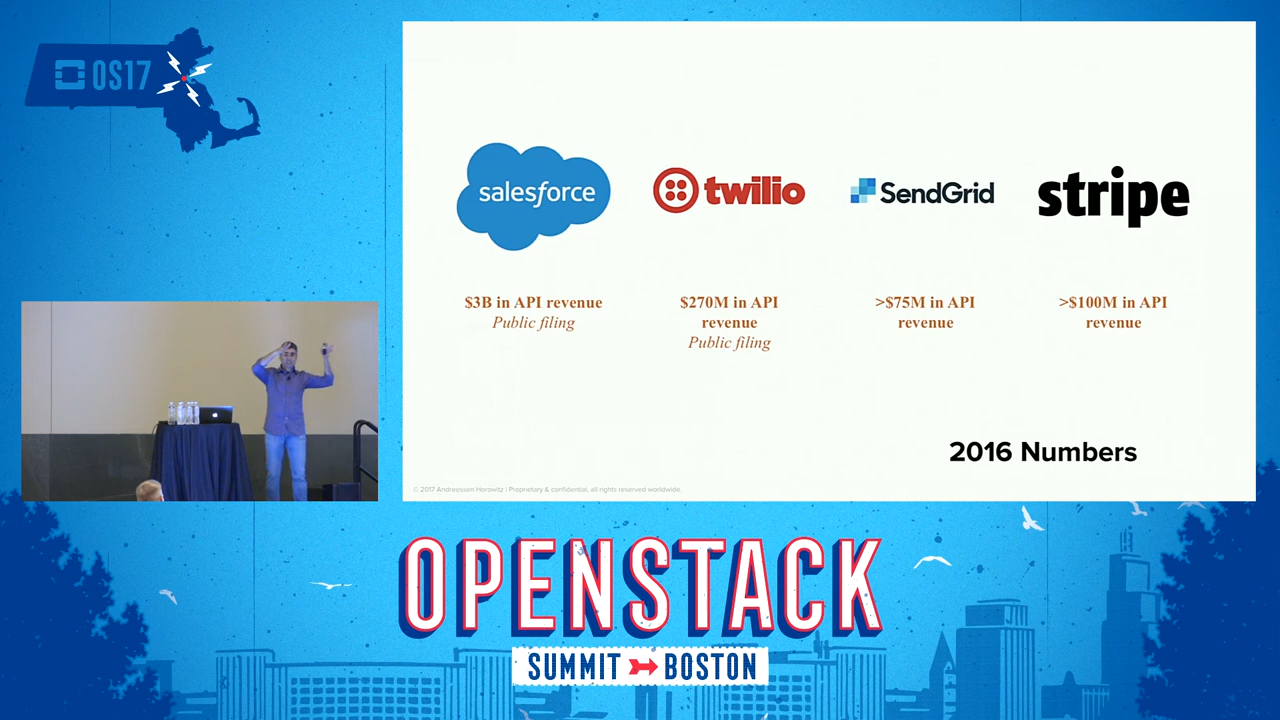 OS17
salesforce
twilio
SendGrid
stripe
$3B in API revenue
Public filing
$270M in API
revenue
Public filing
>$75M in API
revenue
>$100M in API
revenue
2016 Numbers
© 2017 Andreessen Horowitz | Proprietary & confidential, all rights reserved worldwide.
OPENSTACK
SUMMIT BOSTON